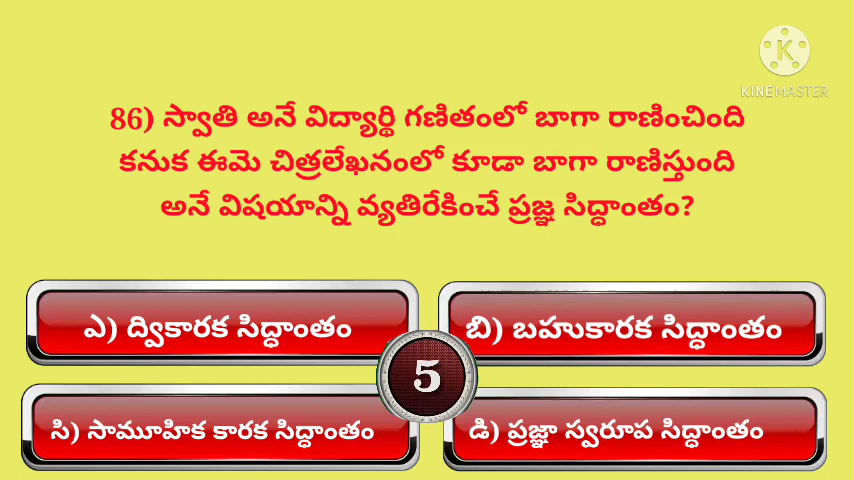 KINEMASTER
86) స్వాతి అనే విద్యార్థి గణితంలో బాగా రాణించింది
కనుక ఈమె చిత్రలేఖనంలో కూడా బాగా రాణిస్తుంది
అనే విషయాన్ని వ్యతిరేకించే ప్రజ్ఞ సిద్ధాంతం?
ఎ) ద్వికారక సిద్ధాంతం
బి) బహుకారక సిద్ధాంతం
5
సి) సామూహిక కారక సిద్ధాంతం
డి) ప్రజ్ఞా స్వరూప సిద్ధాంతం